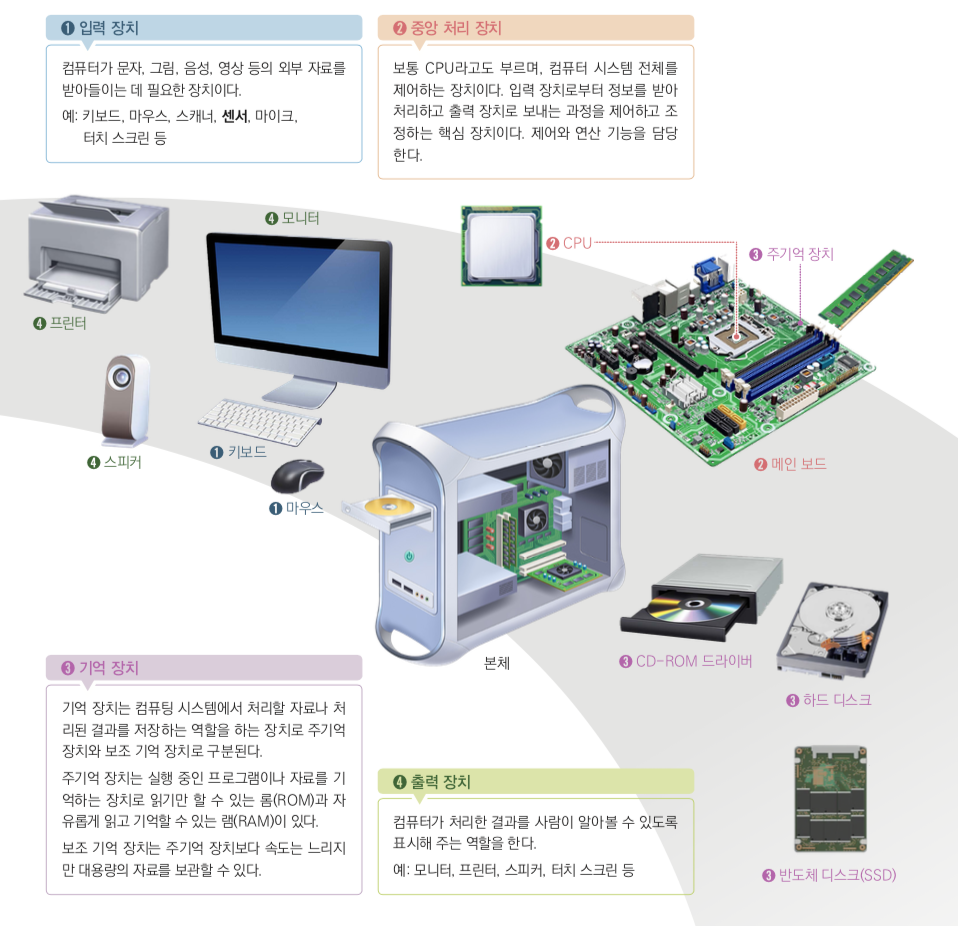 ❶ 입력 장치
컴퓨터가 문자, 그림, 음성, 영상 등의 외부 자료를
받아들이는 데 필요한 장치이다.
예: 키보드, 마우스, 스캐너, 센서, 마이크,
터치 스크린 등
❷ 중앙 처리 장치
보통 CPU라고도 부르며, 컴퓨터 시스템 전체를
제어하는 장치이다. 입력 장치로부터 정보를 받아
처리하고 출력 장치로 보내는 과정을 제어하고 조
정하는 핵심 장치이다. 제어와 연산 기능을 담당
한다.
❹ 모니터
❷ CPU
❸ 주기억 장치
❹ 프린터
❹ 스피커
❶ 키보드
❶ 마우스
❷ 메인 보드
본체
❸ CD-ROM 드라이버
❸ 하드 디스크
❸ 기억 장치
기억 장치는 컴퓨팅 시스템에서 처리할 자료나 처
리된 결과를 저장하는 역할을 하는 장치로 주기억
장치와 보조 기억 장치로 구분된다.
주기억 장치는 실행 중인 프로그램이나 자료를 기
억하는 장치로 읽기만 할 수 있는 롬(ROM)과 자
유롭게 읽고 기억할 수 있는 램(RAM)이 있다.
보조 기억 장치는 주기억 장치보다 속도는 느리지
만 대용량의 자료를 보관할 수 있다.
❹ 출력 장치
컴퓨터가 처리한 결과를 사람이 알아볼 수 있도록
표시해 주는 역할을 한다.
예: 모니터, 프린터, 스피커, 터치 스크린 등
❸ 반도체 디스크(SSD)